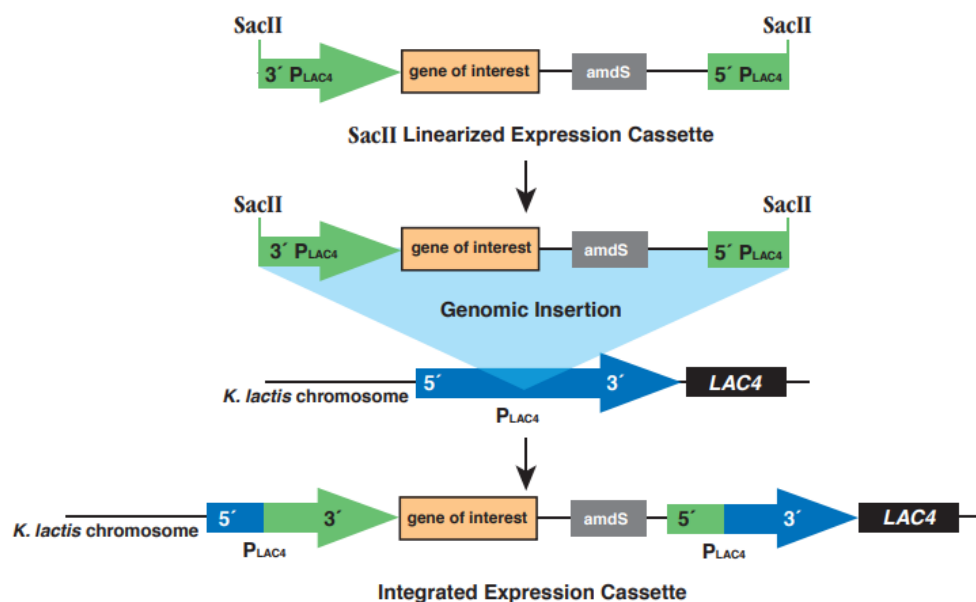 SacII SacII
3´ PLAC4 gene of interest amdS 5´ PLAC4
SacII Linearized Expression Cassette
SacII SacII
3´ PLAC4 gene of interest amdS 5´ PLAC4
Genomic Insertion
5´ 3´ LAC4
K. lactis chromosome
PLAC4
5´ 3´ gene of interest amdS 5´ 3´ LAC4
K. lactis chromosome
PLAC4 PLAC4
Integrated Expression Cassette